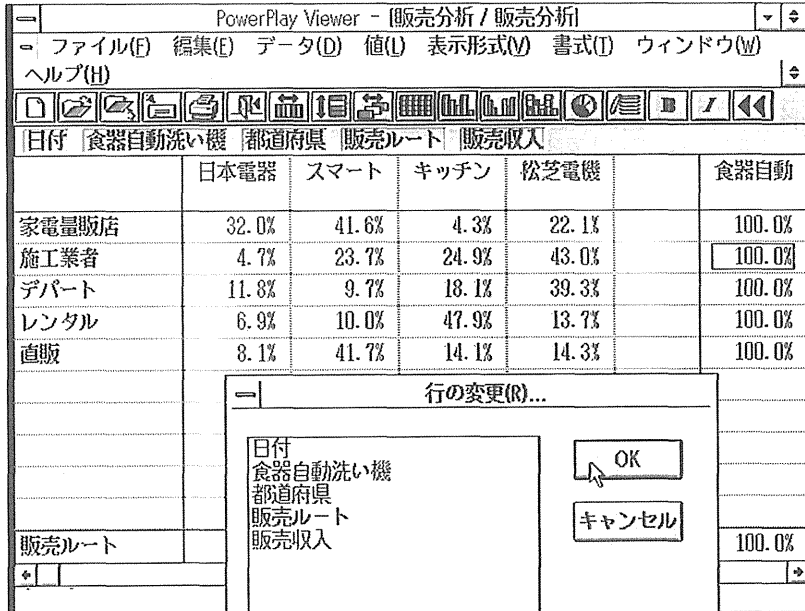 PowerPlay Viewer - [販売分析 / 販売分析]
ファイル(F) 編集(E) データ(D) 値(L) 表示形式(V) 書式(T) ウィンドウ(W)
ヘルプ(H)
B I
日付 食器自動洗い機 都道府県 販売ルート 販売収入
日本電器 スマート キッチン 松芝電機 食器自動
家電量販店 32.0% 41.6% 4.3% 22.1% 100.0%
施工業者 4.7% 23.7% 24.9% 43.0% 100.0%
デパート 11.8% 9.7% 18.1% 39.3% 100.0%
レンタル 6.9% 10.0% 47.9% 13.7% 100.0%
直販 8.1% 41.7% 14.1% 14.3% 100.0%
行の変更(R)...
日付
食器自動洗い機
都道府県
販売ルート
販売収入
OK
キャンセル
販売ルート 100.0%